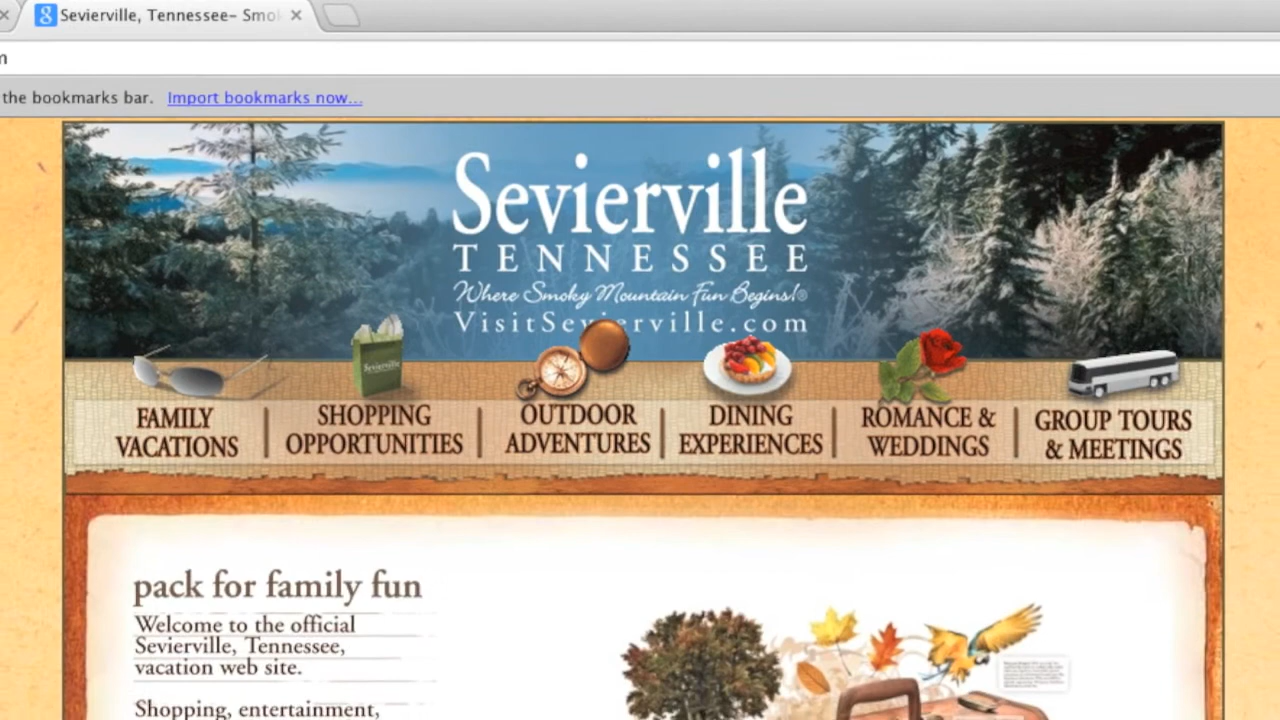 Sevierville, Tennessee– Smo
the bookmarks bar. Import bookmarks now...
Sevierville
TENNESSEE
Where Smoky Mountain Fun Begins!®
VisitSevierville.com
Sevierville
FAMILY
VACATIONS
SHOPPING
OPPORTUNITIES
OUTDOOR
ADVENTURES
DINING
EXPERIENCES
ROMANCE &
WEDDINGS
GROUP TOURS
& MEETINGS
pack for family fun
Welcome to the official
Sevierville, Tennessee,
vacation web site.
Shopping, entertainment,